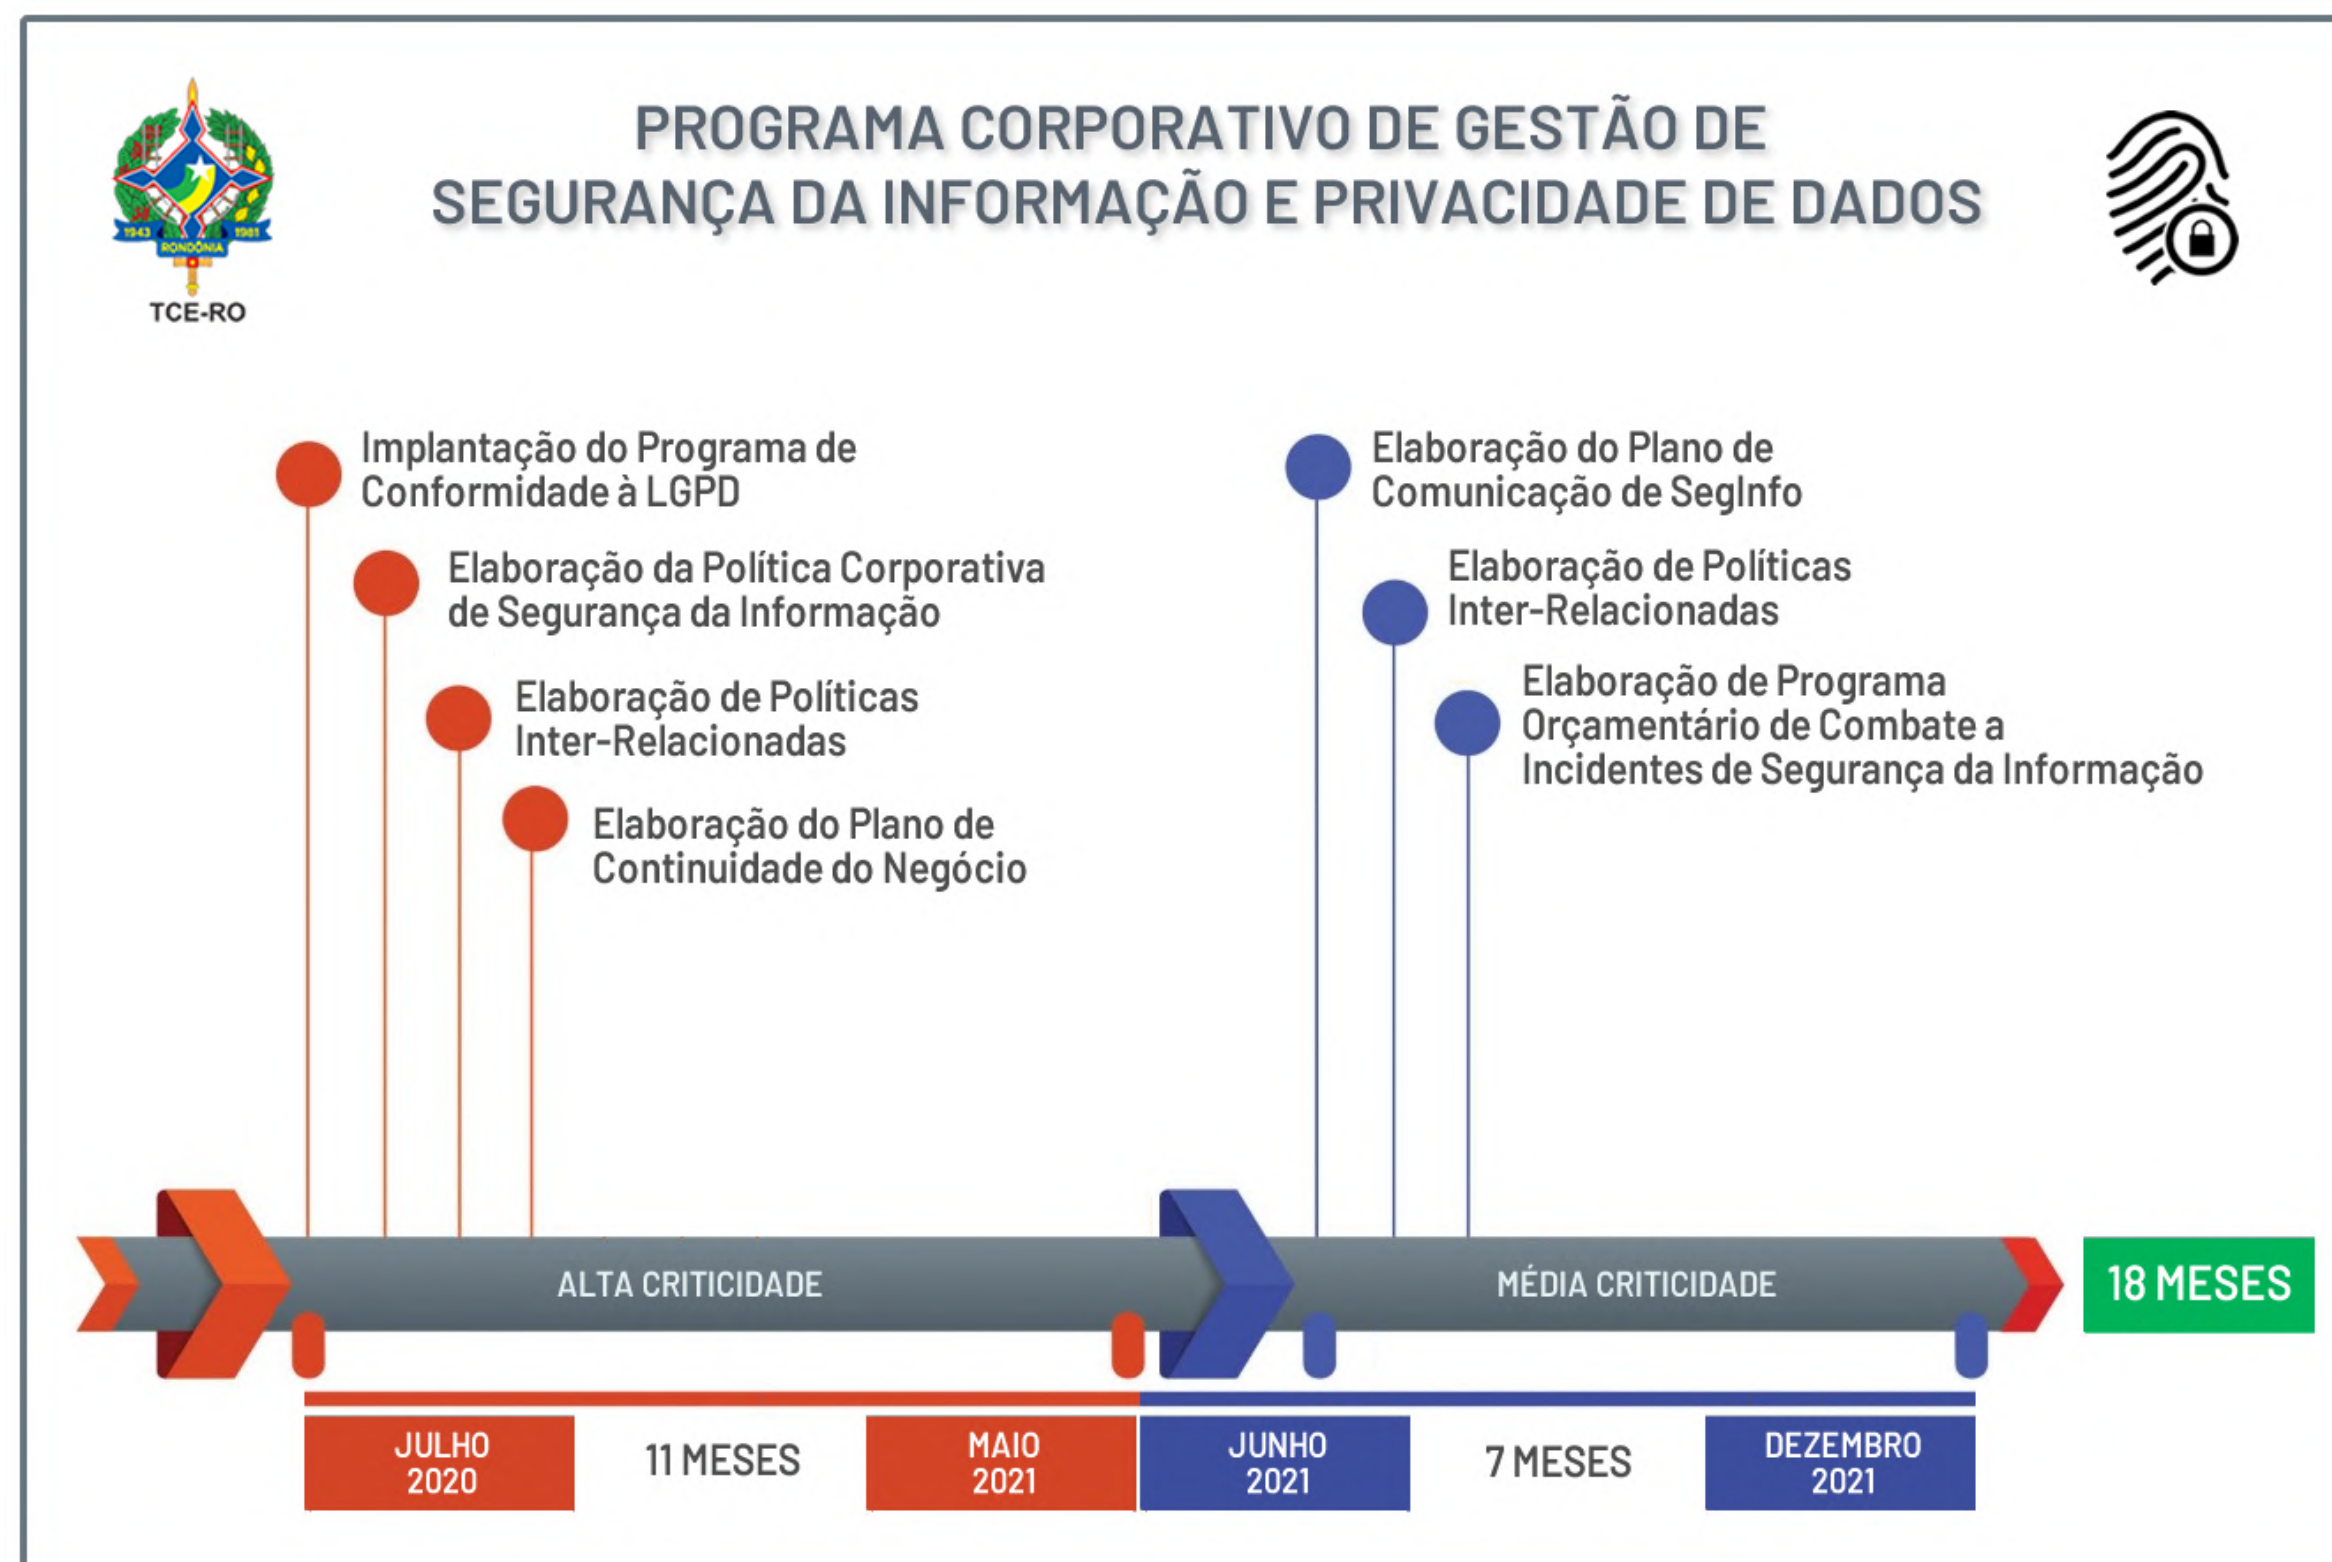 PROGRAMA CORPORATIVO DE GESTÃO DE
SEGURANÇA DA INFORMAÇÃO E PRIVACIDADE DE DADOS
1943
1981
RONDÔNIA
TCE-RO
Implantação do Programa de
Conformidade à LGPD
Elaboração da Política Corporativa
de Segurança da Informação
Elaboração de Políticas
Inter-Relacionadas
Elaboração do Plano de
Continuidade do Negócio
Elaboração do Plano de
Comunicação de SegInfo
Elaboração de Políticas
Inter-Relacionadas
Elaboração de Programa
Orçamentário de Combate a
Incidentes de Segurança da Informação
ALTA CRITICIDADE
MÉDIA CRITICIDADE
18 MESES
JULHO
2020
11 MESES
MAIO
2021
JUNHO
2021
7 MESES
DEZEMBRO
2021